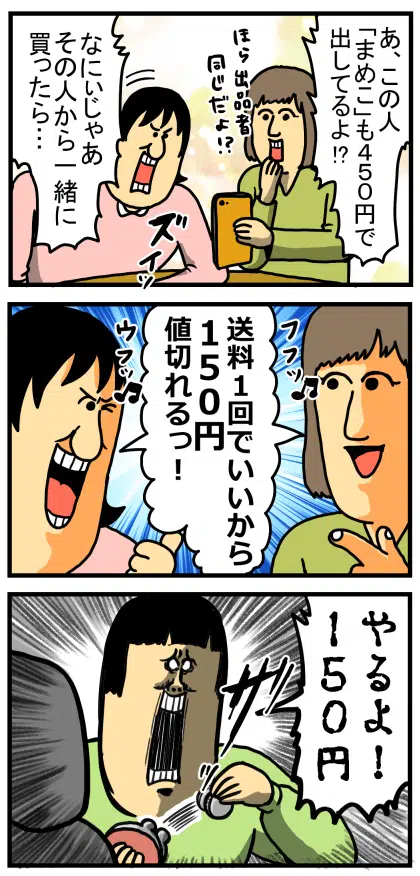 あ、この人
「まめこ」も450円で
出してるよ!?
ほら出品者
同じだよ!?
なにぃじゃあ
その人から一緒に
買ったら…
ズイッ
フフッ♫
送料1回でいいから
150円
値切れるっ!
ウフッ♫
やるよ!
150円
サッ